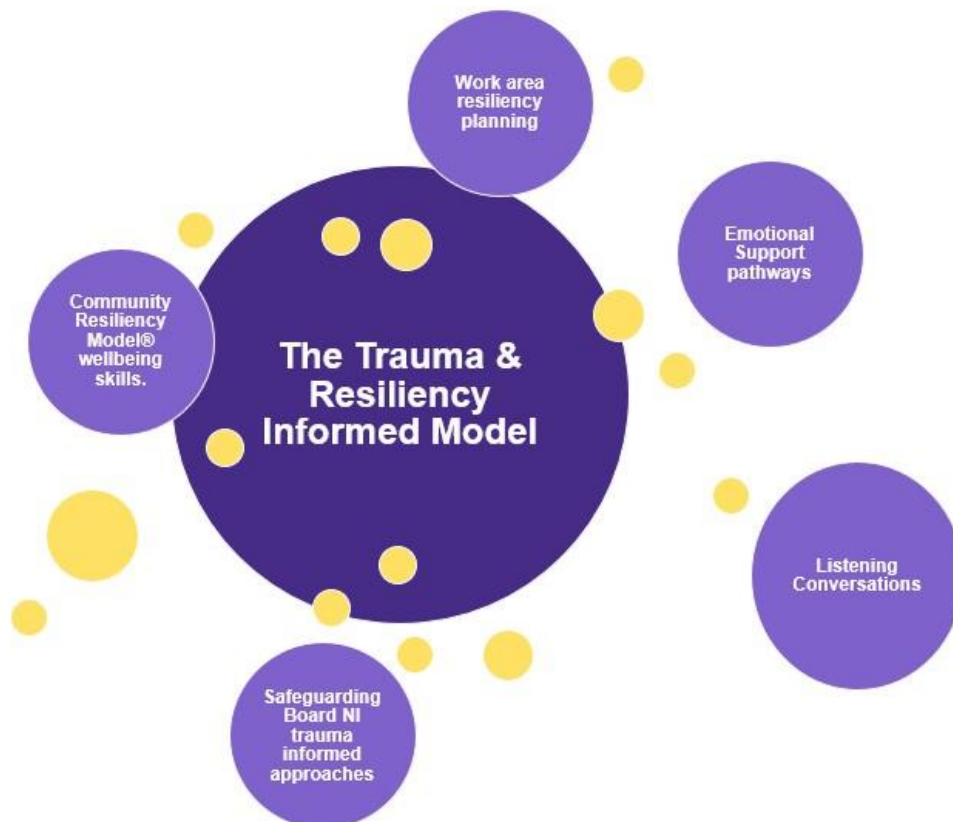 Work area
resiliency
planning
Emotional
Support
pathways
Community
Resiliency
Model®
wellbeing
skills.
The Trauma &
Resiliency
Informed Model
Listening
Conversations
Safeguarding
Board NI
trauma
informed
approaches